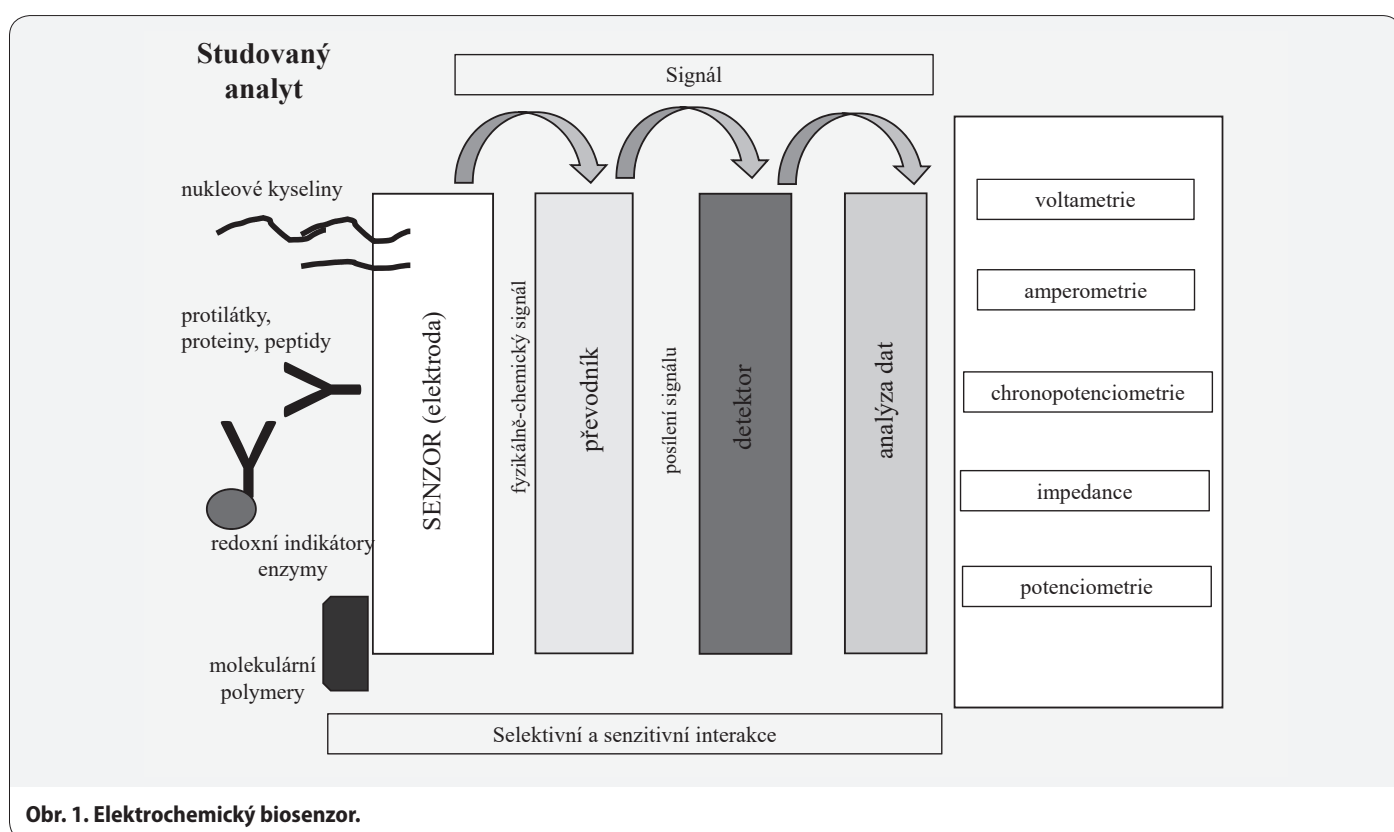 Studovaný
analyt
Signál
nukleové kyseliny
protilátky,
proteiny, peptidy
redoxní indikátory
enzymy
molekulární
polymery
SENZOR (elektroda)
fyzikálně-chemický signál
převodník
posílení signálu
detektor
analýza dat
voltametrie
amperometrie
chronopotenciometrie
impedance
potenciometrie
Selektivní a senzitivní interakce
Obr. 1. Elektrochemický biosenzor.